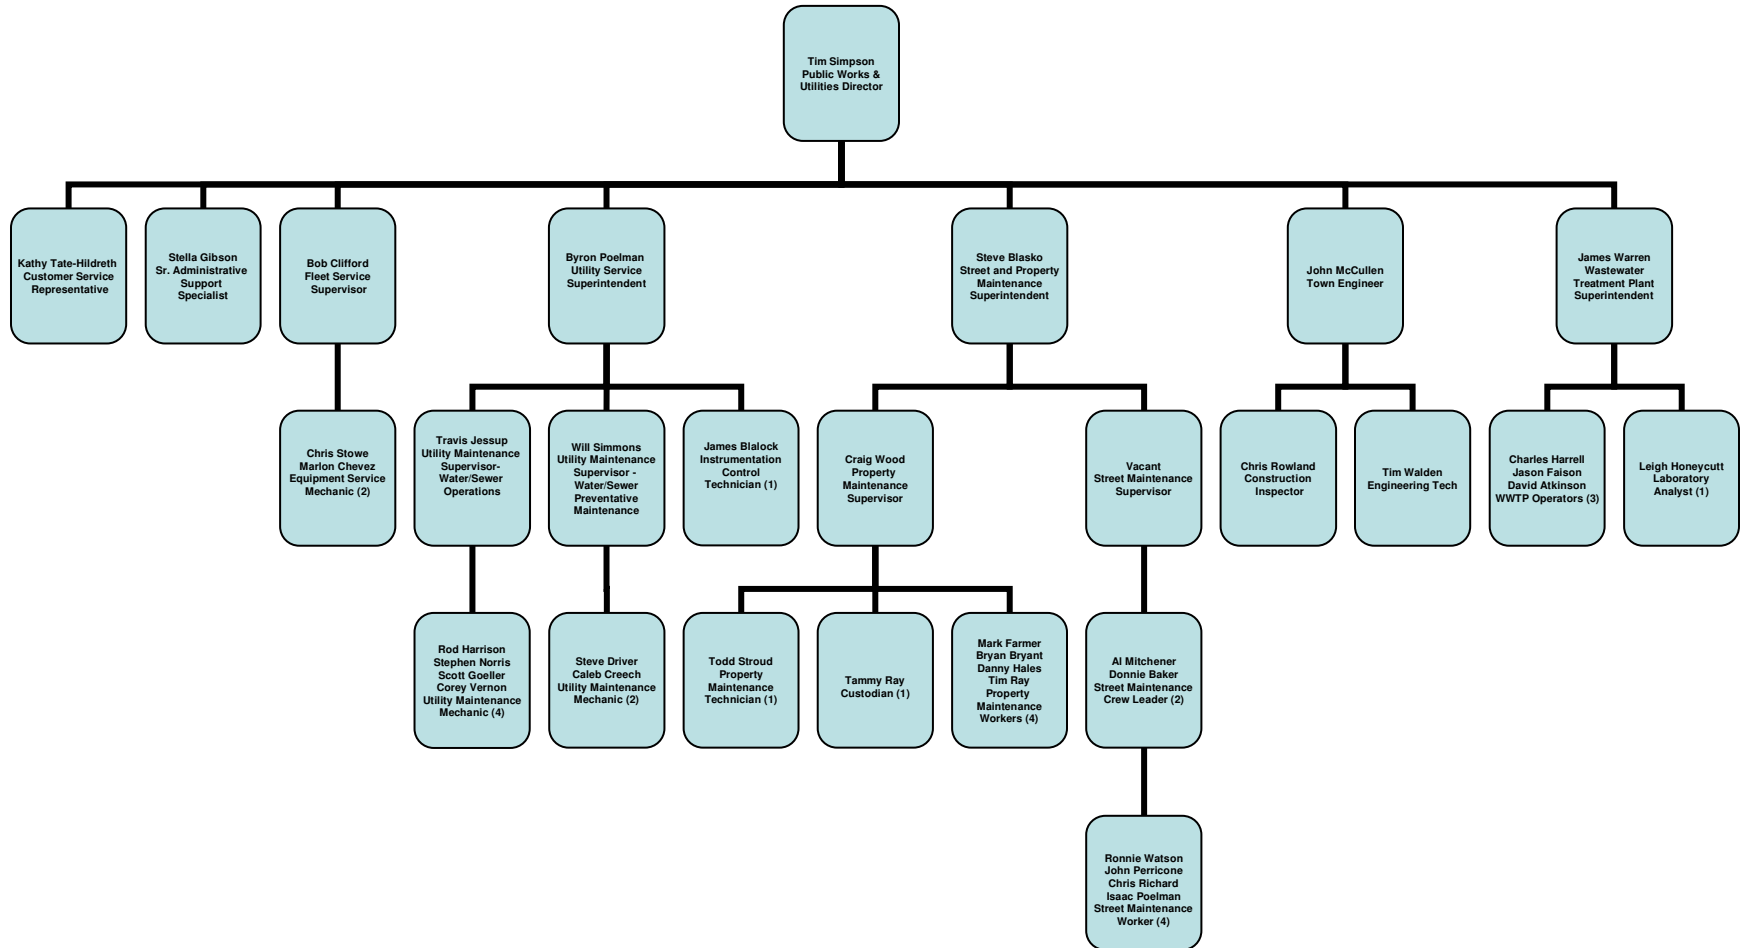 Tim Simpson
Public Works &
Utilities Director
Kathy Tate-Hildreth
Customer Service
Representative
Stella Gibson
Sr. Administrative
Support
Specialist
Bob Clifford
Fleet Service
Supervisor
Byron Poelman
Utility Service
Superintendent
Steve Blasko
Street and Property
Maintenance
Superintendent
John McCullen
Town Engineer
James Warren
Wastewater
Treatment Plant
Superintendent
Chris Stowe
Marlon Chevez
Equipment Service
Mechanic (2)
Travis Jessup
Utility Maintenance
Supervisor-
Water/Sewer
Operations
Will Simmons
Utility Maintenance
Supervisor -
Water/Sewer
Preventative
Maintenance
James Blalock
Instrumentation
Control
Technician (1)
Craig Wood
Property
Maintenance
Supervisor
Vacant
Street Maintenance
Supervisor
Chris Rowland
Construction
Inspector
Tim Walden
Engineering Tech
Charles Harrell
Jason Faison
David Atkinson
WWTP Operators (3)
Leigh Honeycutt
Laboratory
Analyst (1)
Rod Harrison
Stephen Norris
Scott Goeller
Corey Vernon
Utility Maintenance
Mechanic (4)
Steve Driver
Caleb Creech
Utility Maintenance
Mechanic (2)
Todd Stroud
Property
Maintenance
Technician (1)
Tammy Ray
Custodian (1)
Mark Farmer
Bryan Bryant
Danny Hales
Tim Ray
Property
Maintenance
Workers (4)
Al Mitchener
Donnie Baker
Street Maintenance
Crew Leader (2)
Ronnie Watson
John Perricone
Chris Richard
Isaac Poelman
Street Maintenance
Worker (4)